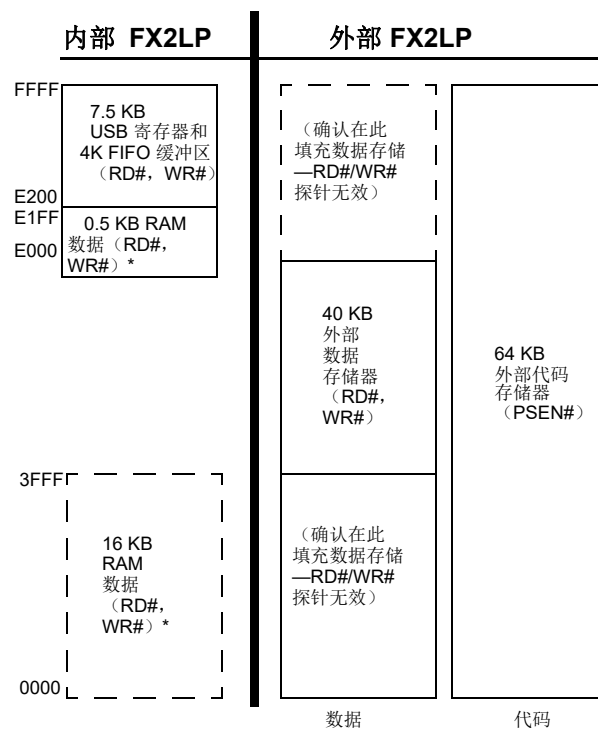 内部 FX2LP
外部 FX2LP
FFFF
7.5 KB
USB 寄存器和
4K FIFO 缓冲区
（RD#，WR#）
E200
E1FF
0.5 KB RAM
数据（RD#，
WR#）*
E000
（确认在此
填充数据存储
—RD#/WR#
探针无效）
40 KB
外部
数据
存储器
（RD#，
WR#）
64 KB
外部代码
存储器
（PSEN#）
3FFF
16 KB
RAM
数据
（RD#，
WR#）*
（确认在此
填充数据存储
—RD#/WR#
探针无效）
0000
数据
代码